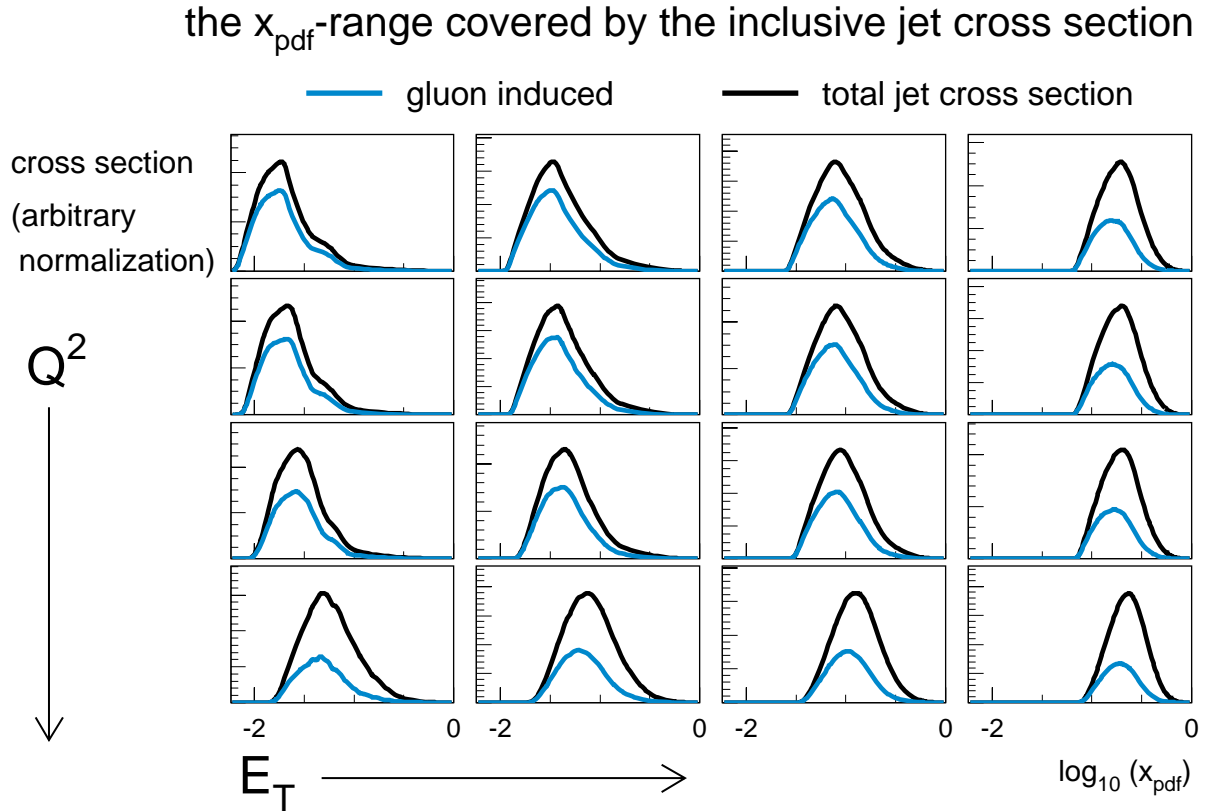 the x_pdf-range covered by the inclusive jet cross section
gluon induced
total jet cross section
cross section
(arbitrary
normalization)
Q²
-2 0 -2 0 -2 0 -2 0
E_T
log₁₀ (x_pdf)